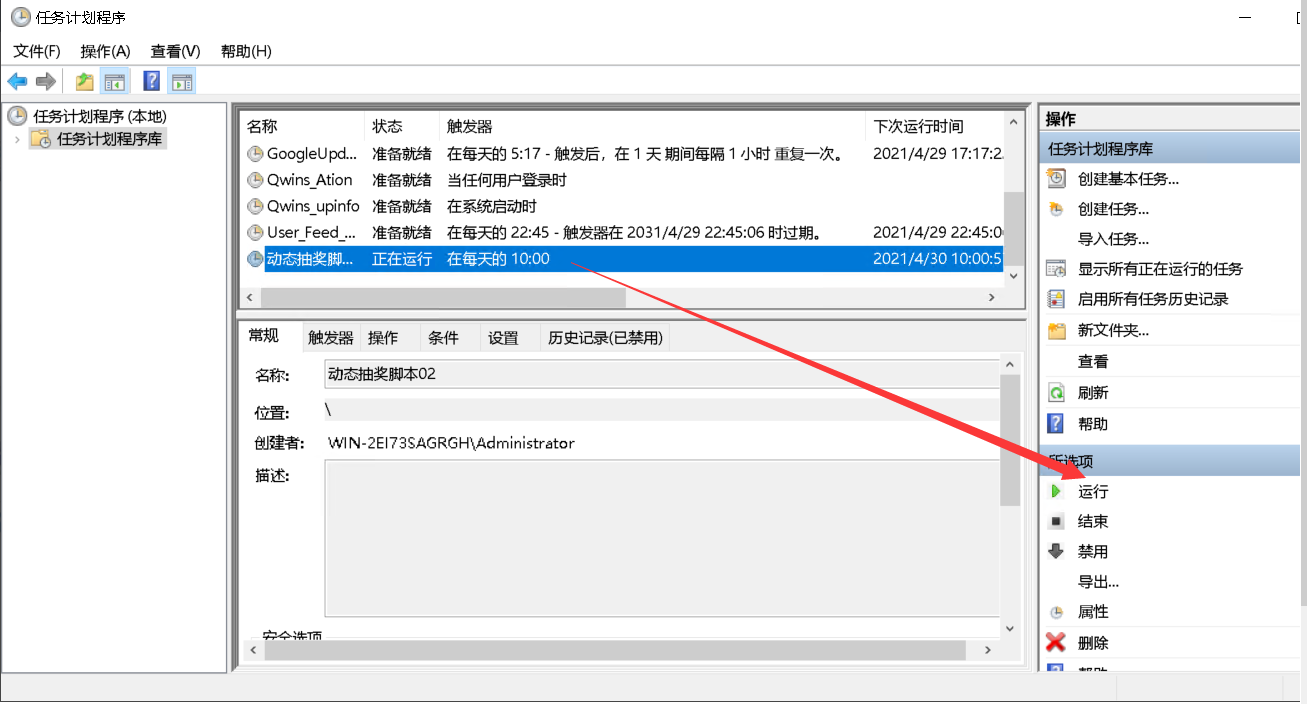 任务计划程序
文件(F) 操作(A) 查看(V) 帮助(H)
任务计划程序 (本地)
任务计划程序库
名称 状态 触发器 下次运行时间
GoogleUpd... 准备就绪 在每天的 5:17 - 触发后，在 1 天 期间每隔 1 小时 重复一次。 2021/4/29 17:17:2
Qwins_Ation 准备就绪 当任何用户登录时
Qwins_upinfo 准备就绪 在系统启动时
User_Feed_... 准备就绪 在每天的 22:45 - 触发器在 2031/4/29 22:45:06 时过期。 2021/4/29 22:45:0
动态抽奖脚... 正在运行 在每天的 10:00 2021/4/30 10:00:5
常规 触发器 操作 条件 设置 历史记录(已禁用)
名称: 动态抽奖脚本02
位置: \
创建者: WIN-2EI73SAGRGH\Administrator
描述:
安全选项
操作
任务计划程序库
创建基本任务...
创建任务...
导入任务...
显示所有正在运行的任务
启用所有任务历史记录
新文件夹...
查看
刷新
帮助
所选项
运行
结束
禁用
导出...
属性
删除
帮助